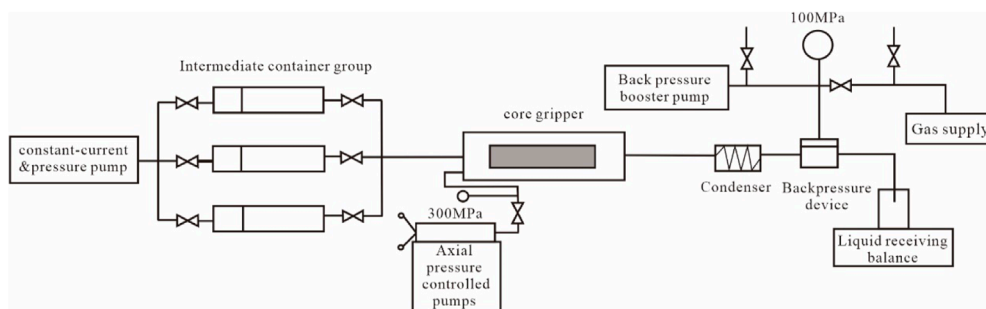 100MPa
Intermediate container group
Back pressure
booster pump
core gripper
Gas supply
constant-current
&pressure pump
Condenser
Backpressure
device
300MPa
Liquid receiving
balance
Axial
pressure
controlled
pumps